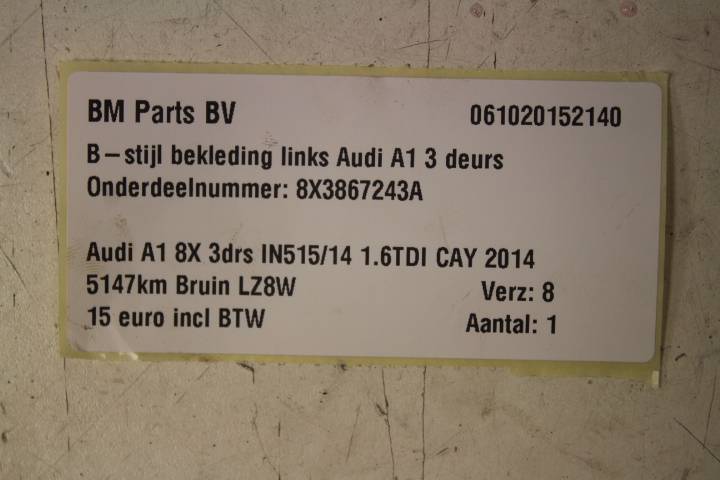 BM Parts BV 061020152140
B-stijl bekleding links Audi A1 3 deurs
Onderdeelnummer: 8X3867243A
Audi A1 8X 3drs IN515/14 1.6TDI CAY 2014
5147km Bruin LZ8W Verz: 8
15 euro incl BTW Aantal: 1